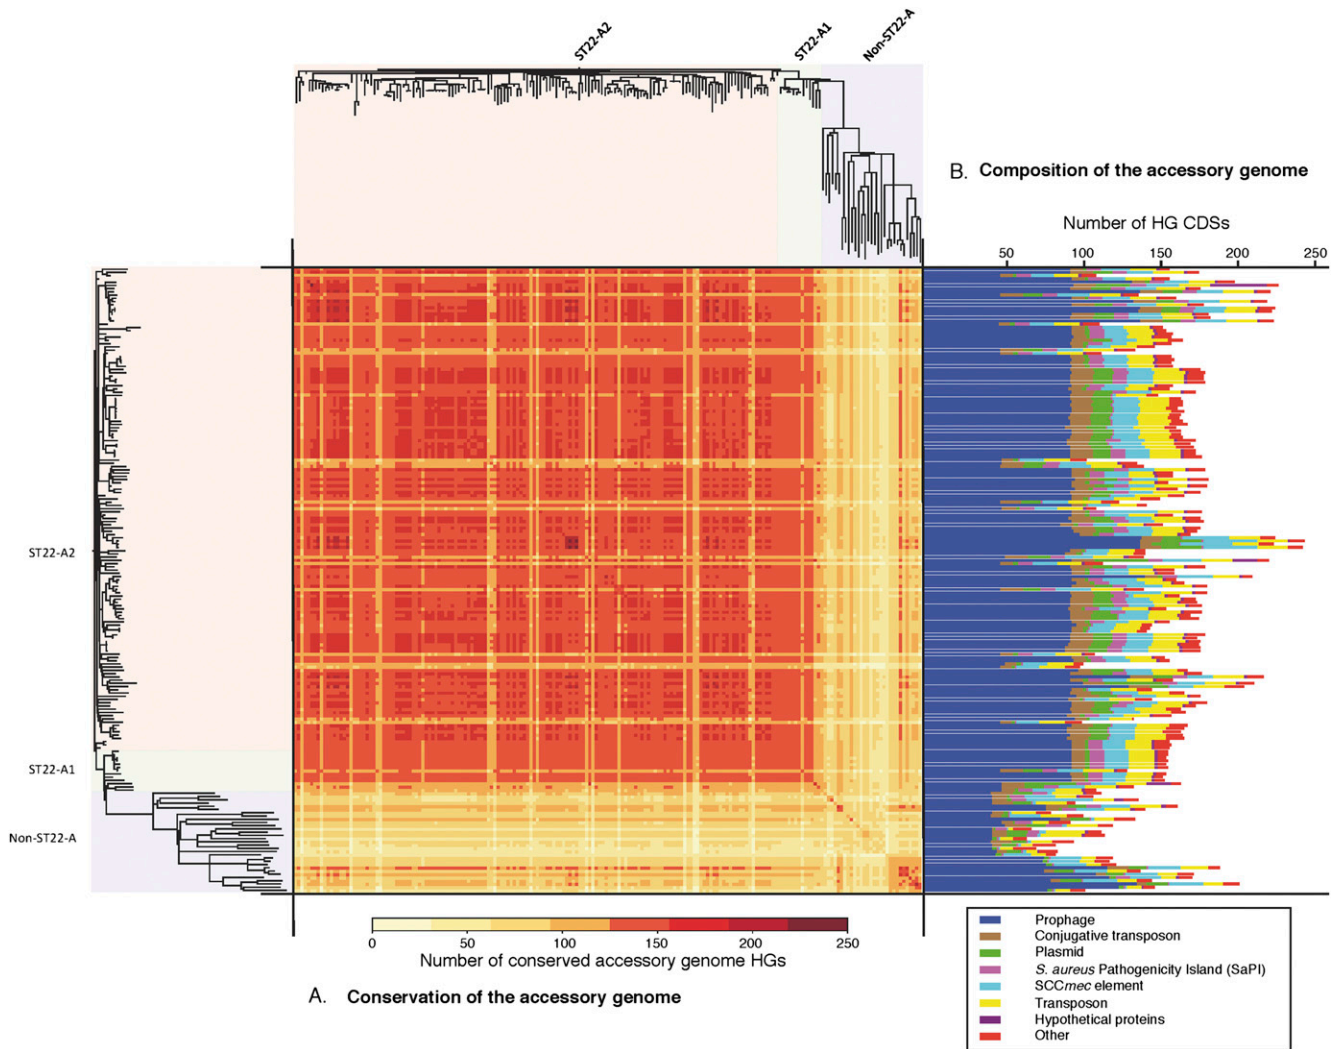 ST22-A2
ST22-A1
Non-ST22-A
B. Composition of the accessory genome
Number of HG CDSs
50 100 150 200 250
ST22-A2
ST22-A1
Non-ST22-A
0 50 100 150 200 250
Number of conserved accessory genome HGs
A. Conservation of the accessory genome
Prophage
Conjugative transposon
Plasmid
S. aureus Pathogenicity Island (SaPI)
SCCmec element
Transposon
Hypothetical proteins
Other